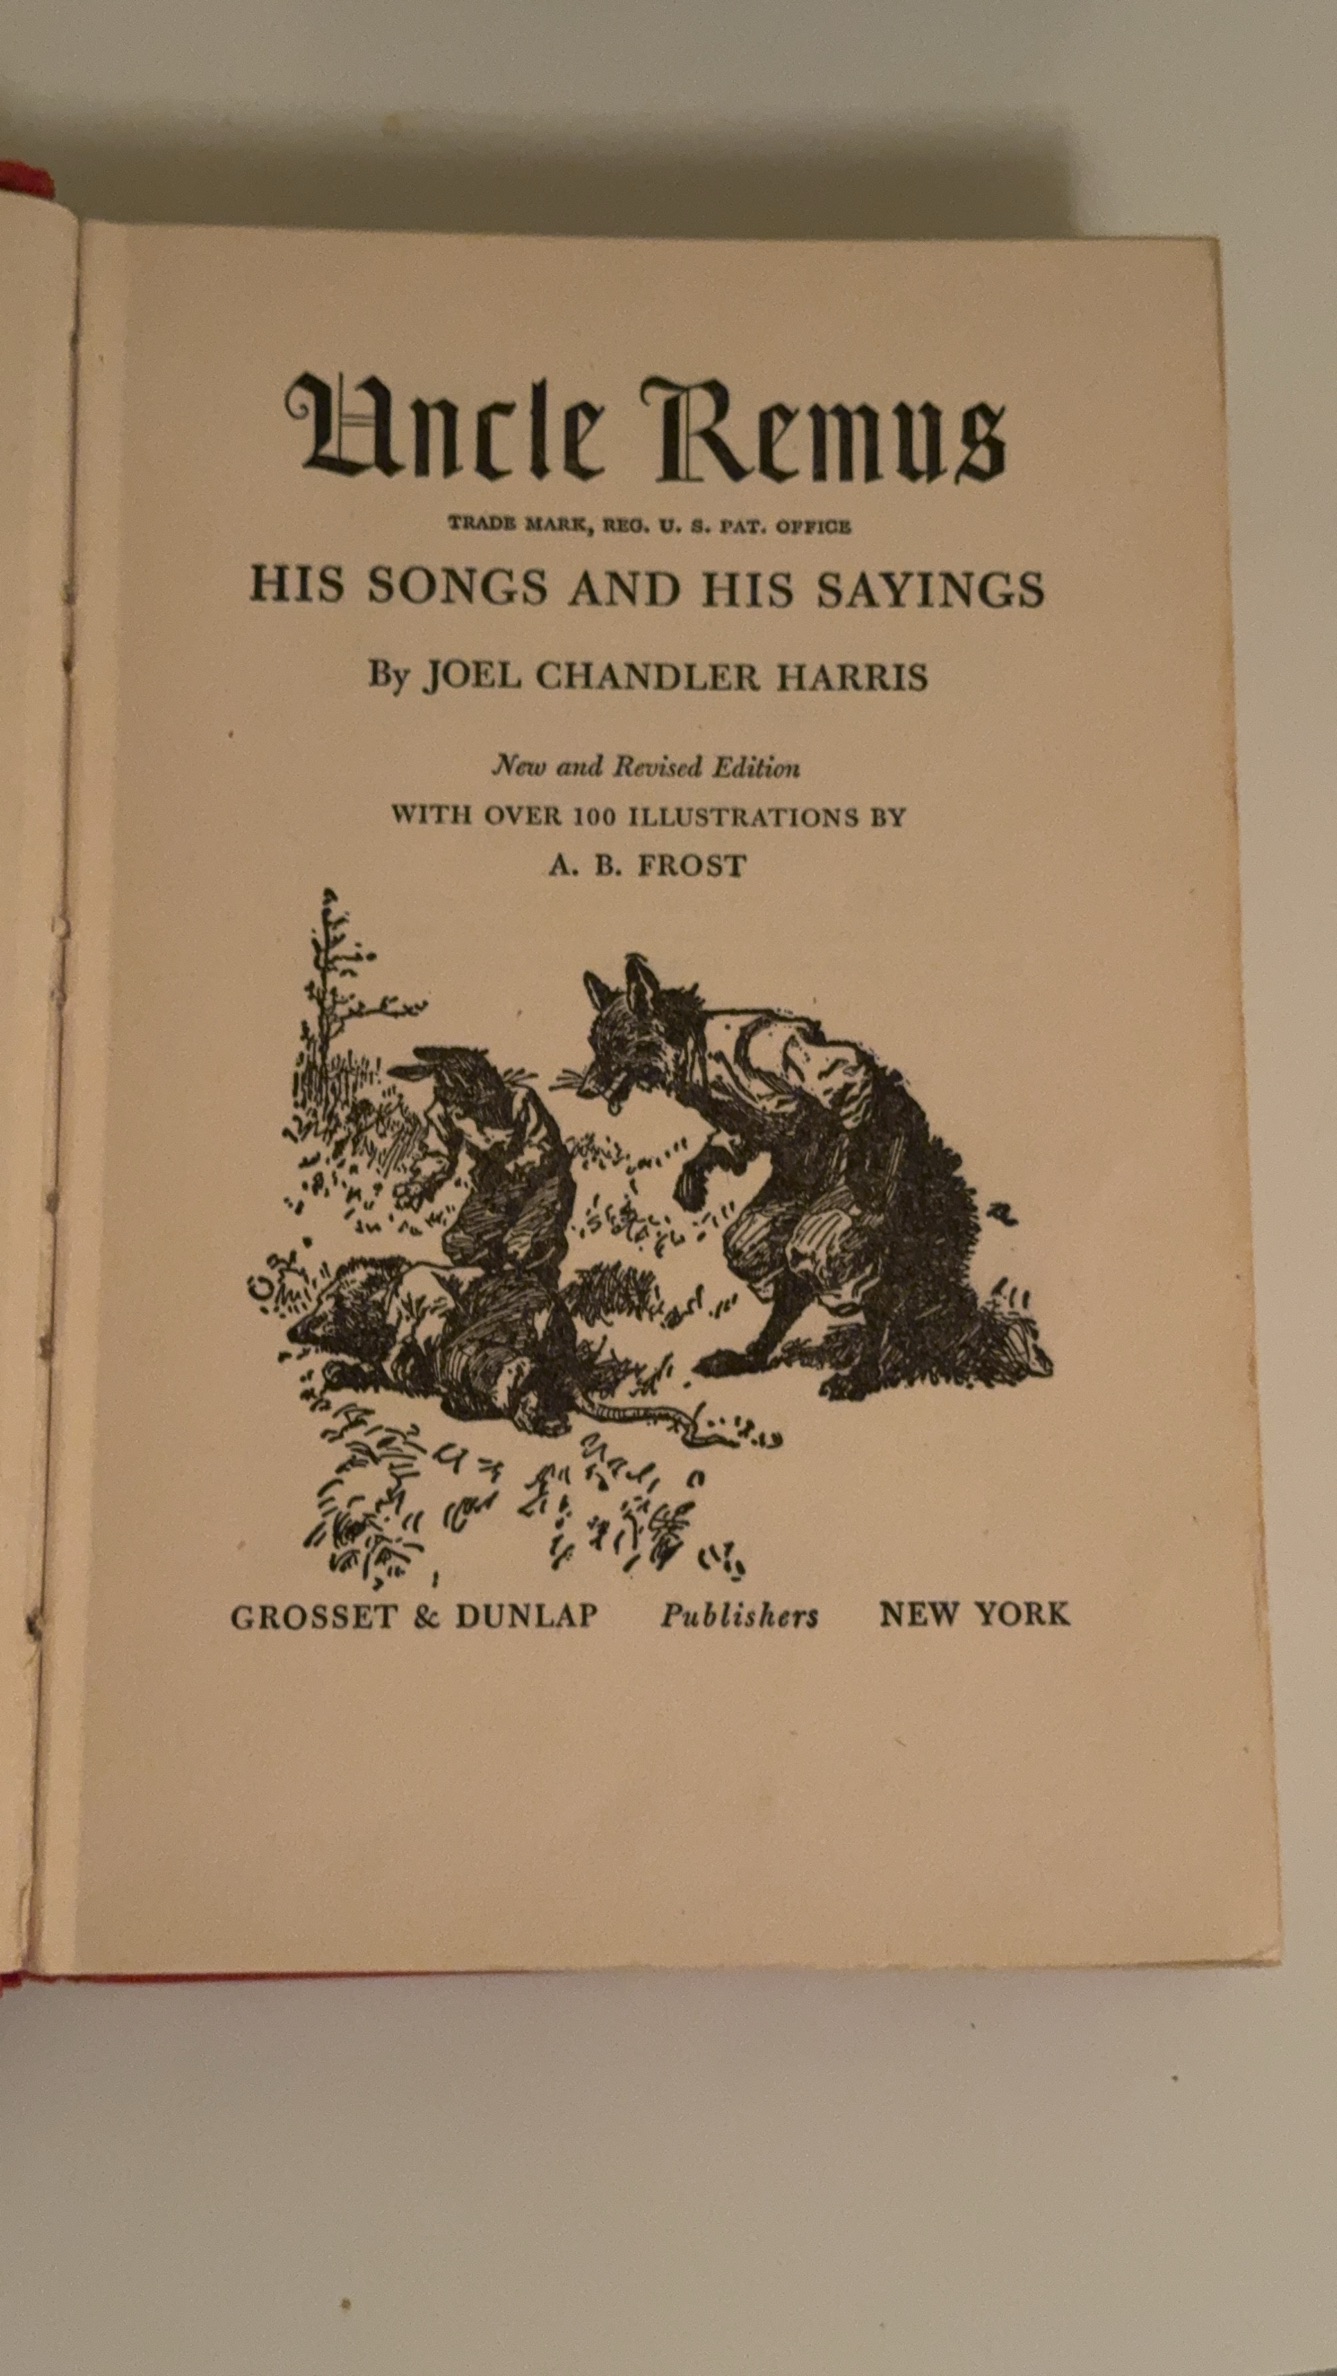 Uncle Remus
TRADE MARK, REG. U. S. PAT. OFFICE
HIS SONGS AND HIS SAYINGS
By JOEL CHANDLER HARRIS
New and Revised Edition
WITH OVER 100 ILLUSTRATIONS BY
A. B. FROST
GROSSET & DUNLAP Publishers NEW YORK